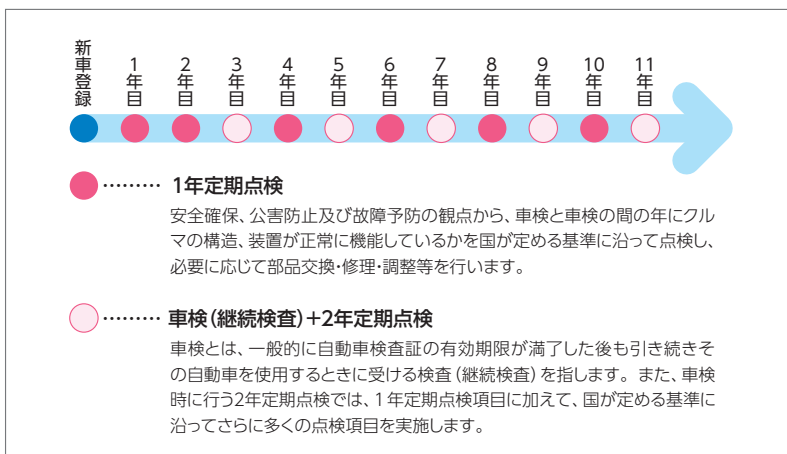 新車登録
1年目
2年目
3年目
4年目
5年目
6年目
7年目
8年目
9年目
10年目
11年目
……… 1年定期点検
安全確保、公害防止及び故障予防の観点から、車検と車検の間の年にクル
マの構造、装置が正常に機能しているかを国が定める基準に沿って点検し、
必要に応じて部品交換・修理・調整等を行います。
……… 車検(継続検査)+2年定期点検
車検とは、一般的に自動車検査証の有効期限が満了した後も引き続きそ
の自動車を使用するときに受ける検査(継続検査)を指します。また、車検
時に行う2年定期点検では、1年定期点検項目に加えて、国が定める基準に
沿ってさらに多くの点検項目を実施します。